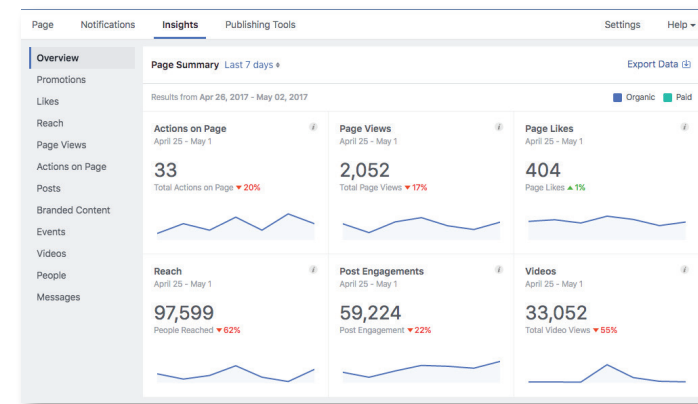 Page Notifications Insights Publishing Tools Settings Help
Overview
Promotions
Likes
Reach
Page Views
Actions on Page
Posts
Branded Content
Events
Videos
People
Messages
Page Summary Last 7 days Export Data
Results from Apr 26, 2017 - May 02, 2017 Organic Paid
Actions on Page i
April 25 - May 1
33
Total Actions on Page ▼ 20%
Page Views i
April 25 - May 1
2,052
Total Page Views ▼ 17%
Page Likes i
April 25 - May 1
404
Page Likes ▲ 1%
Reach i
April 25 - May 1
97,599
People Reached ▼ 62%
Post Engagements i
April 25 - May 1
59,224
Post Engagement ▼ 22%
Videos i
April 25 - May 1
33,052
Total Video Views ▼ 55%